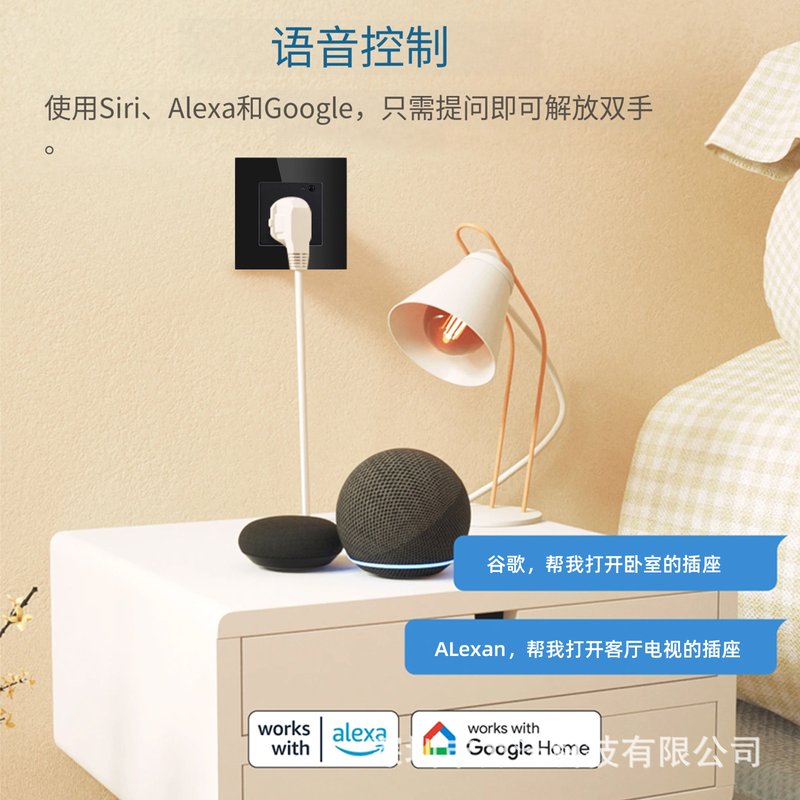 语音控制
使用Siri、Alexa和Google，只需提问即可解放双手
。
谷歌，帮我打开卧室的插座
ALexan，帮我打开客厅电视的插座
works with
alexa
works with
Google Home
技有限公司